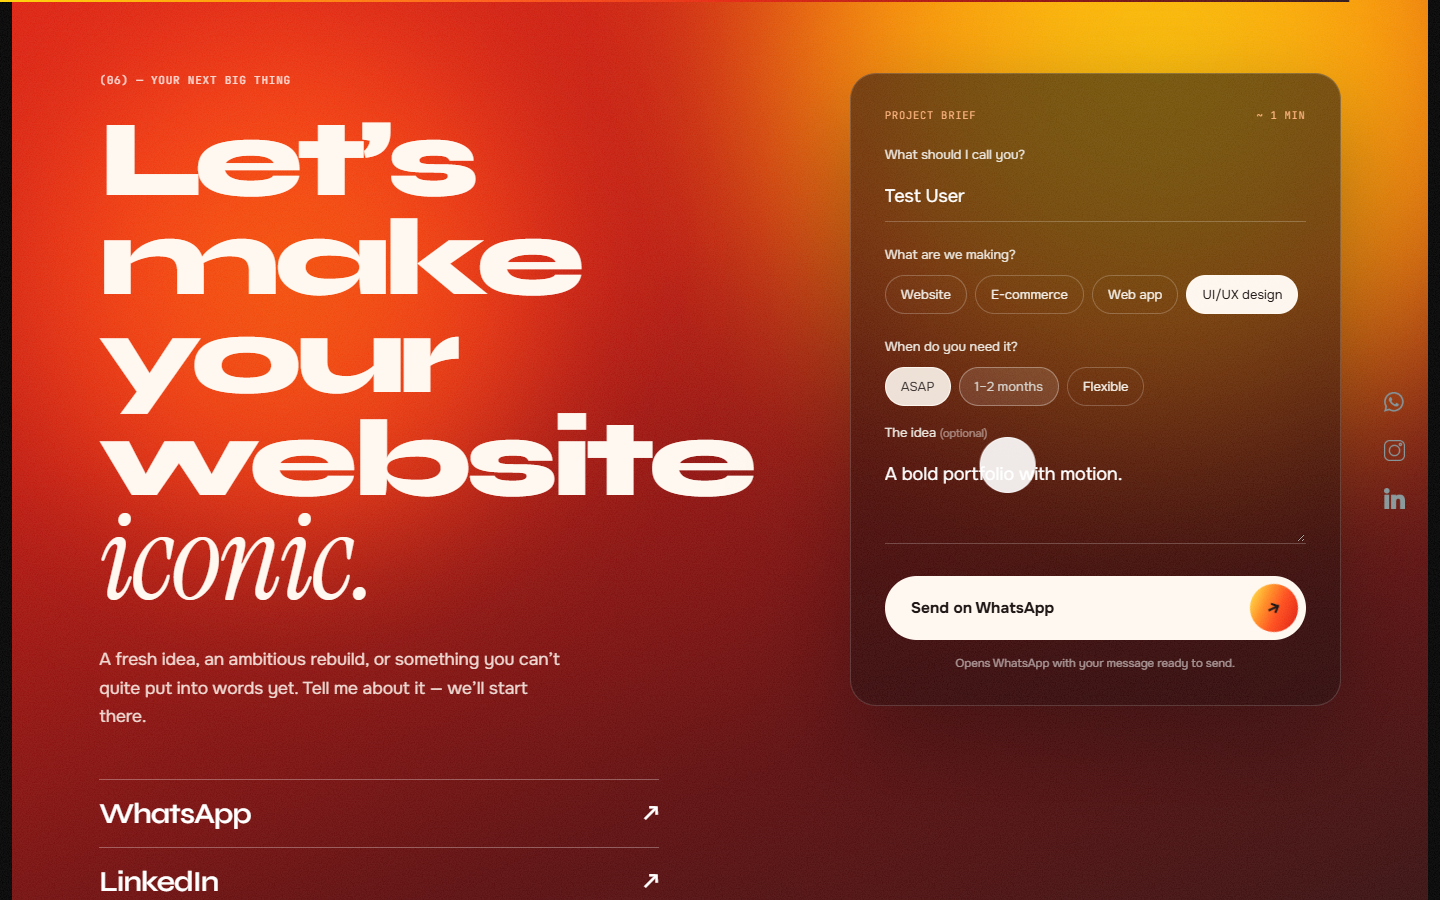 (06) — YOUR NEXT BIG THING
Let’s
make
your
website
iconic.
A fresh idea, an ambitious rebuild, or something you can’t
quite put into words yet. Tell me about it — we’ll start
there.
WhatsApp
LinkedIn
PROJECT BRIEF
~ 1 MIN
What should I call you?
Test User
What are we making?
Website
E-commerce
Web app
UI/UX design
When do you need it?
ASAP
1–2 months
Flexible
The idea (optional)
A bold portfolio with motion.
Send on WhatsApp
Opens WhatsApp with your message ready to send.
in